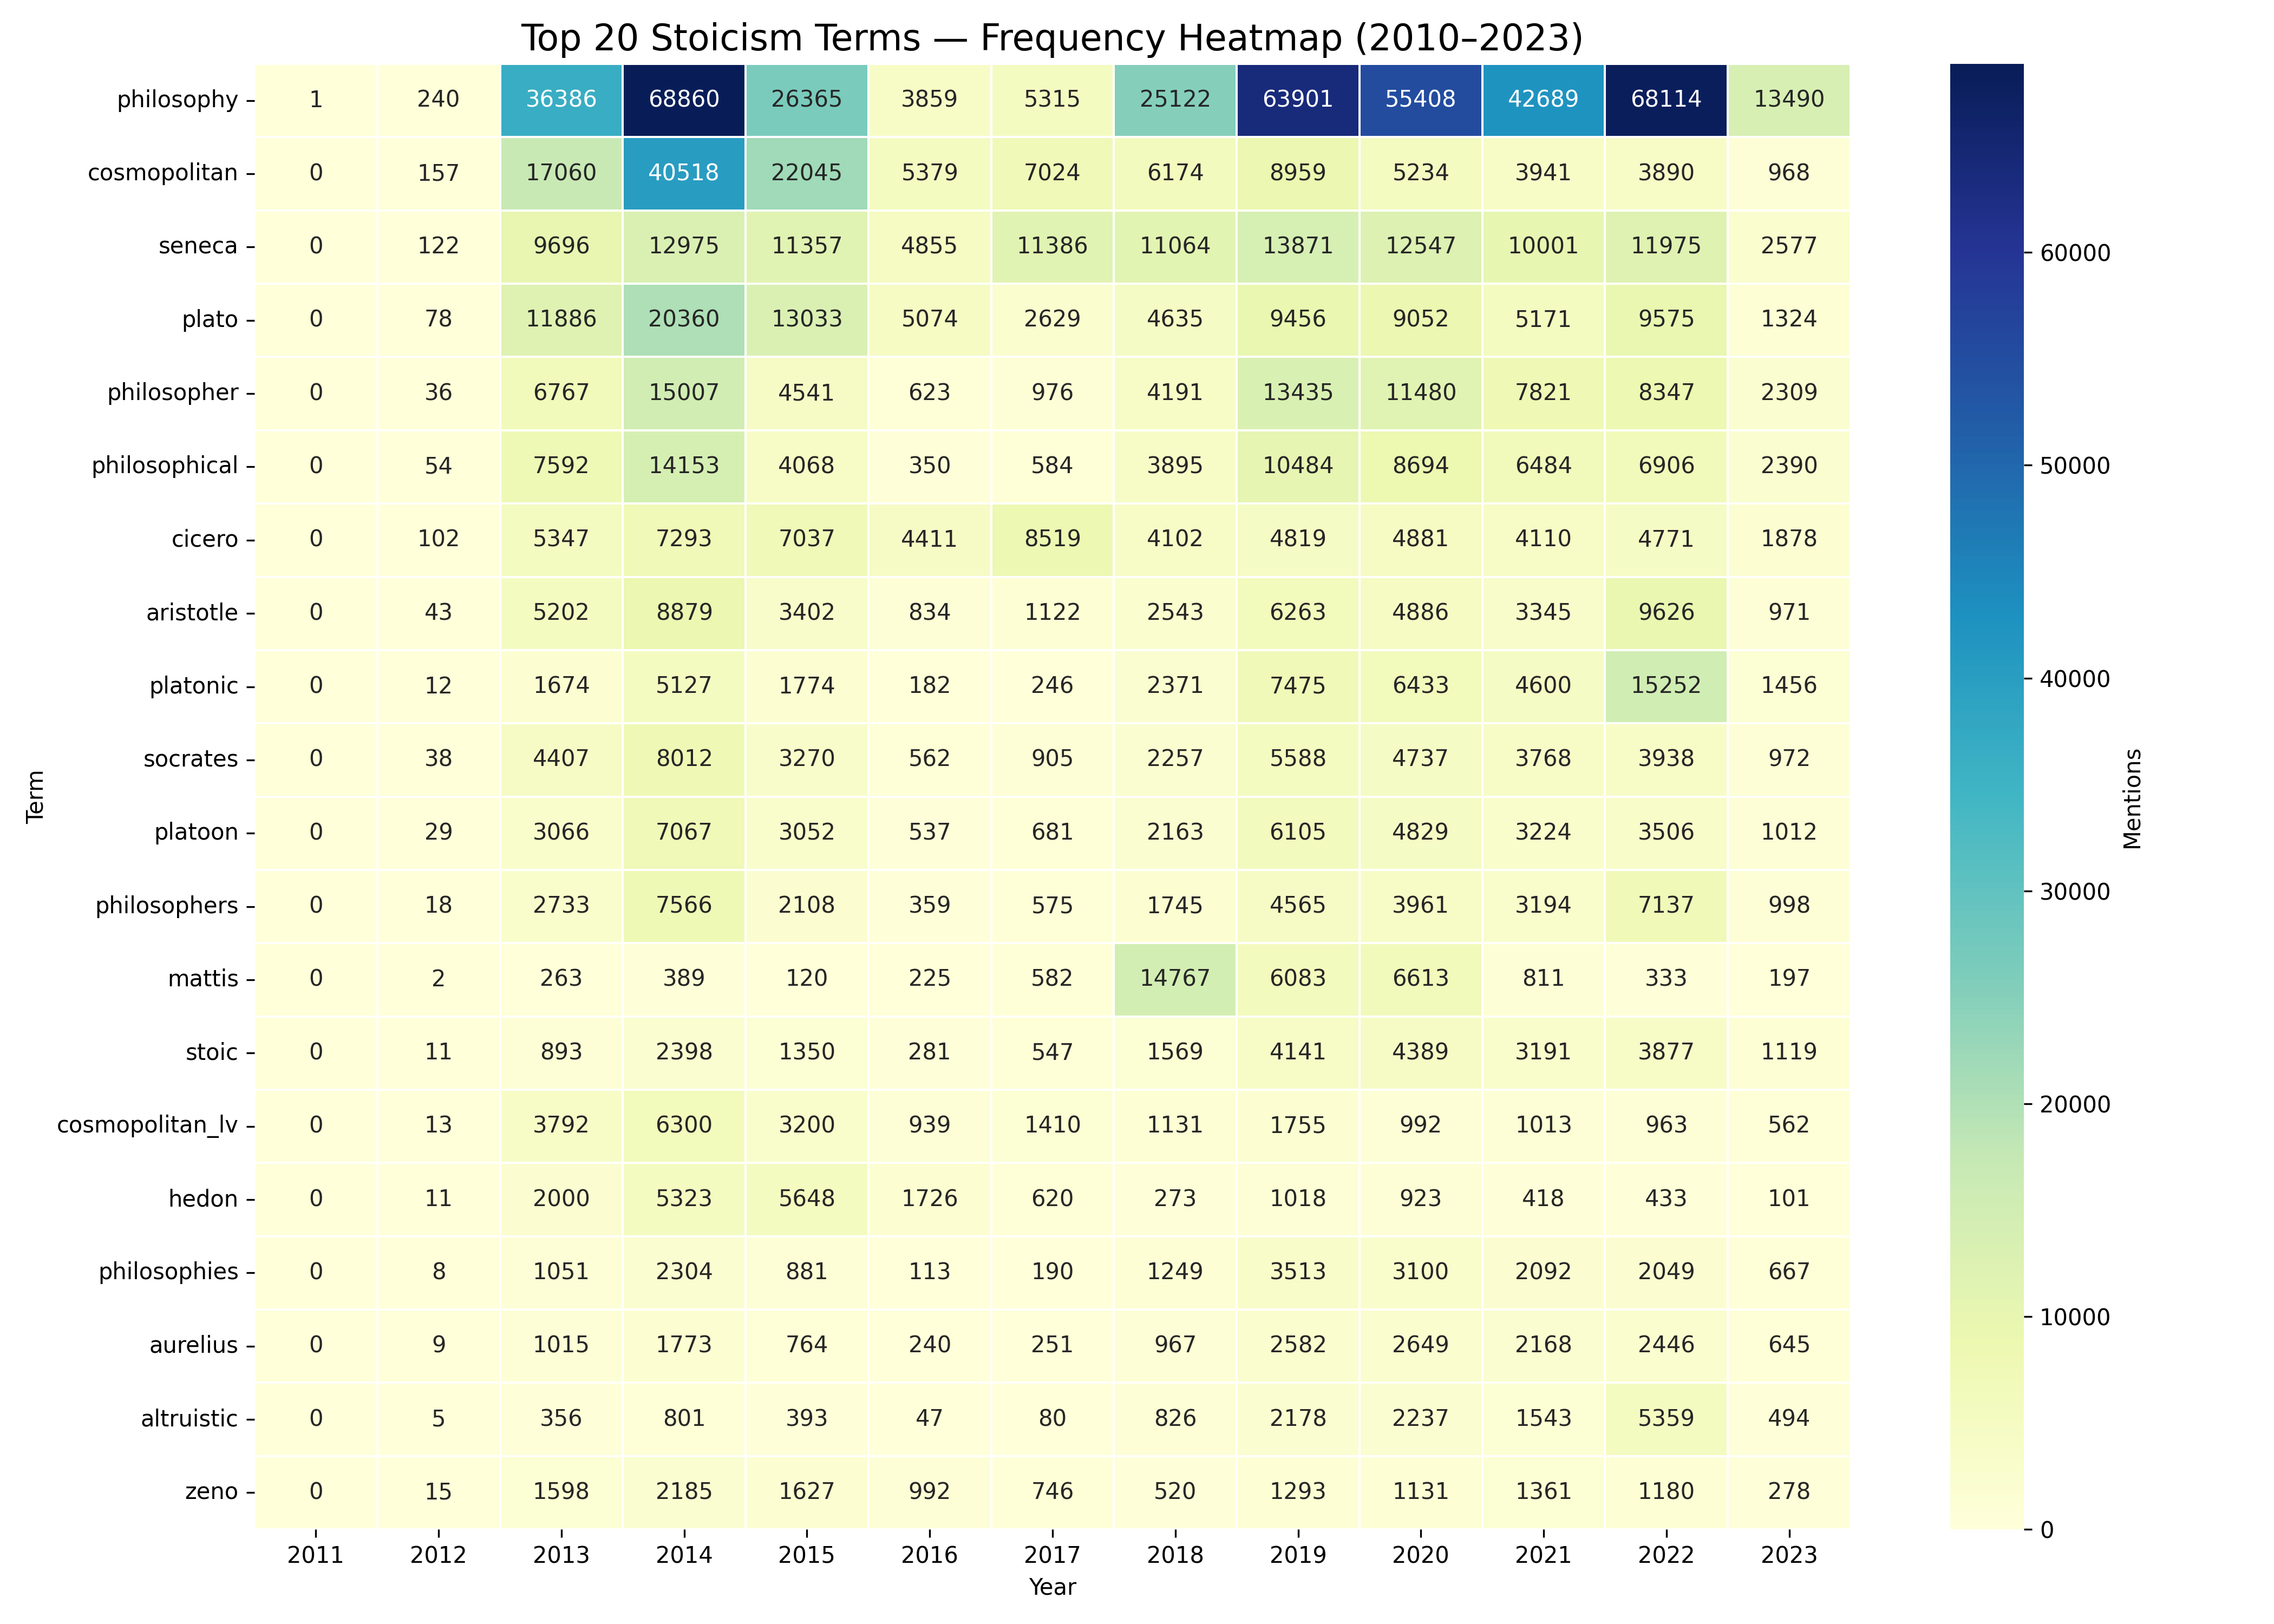 Top 20 Stoicism Terms — Frequency Heatmap (2010–2023)
philosophy 1 240 36386 68860 26365 3859 5315 25122 63901 55408 42689 68114 13490
cosmopolitan 0 157 17060 40518 22045 5379 7024 6174 8959 5234 3941 3890 968
seneca 0 122 9696 12975 11357 4855 11386 11064 13871 12547 10001 11975 2577
plato 0 78 11886 20360 13033 5074 2629 4635 9456 9052 5171 9575 1324
philosopher 0 36 6767 15007 4541 623 976 4191 13435 11480 7821 8347 2309
philosophical 0 54 7592 14153 4068 350 584 3895 10484 8694 6484 6906 2390
cicero 0 102 5347 7293 7037 4411 8519 4102 4819 4881 4110 4771 1878
aristotle 0 43 5202 8879 3402 834 1122 2543 6263 4886 3345 9626 971
platonic 0 12 1674 5127 1774 182 246 2371 7475 6433 4600 15252 1456
socrates 0 38 4407 8012 3270 562 905 2257 5588 4737 3768 3938 972
platoon 0 29 3066 7067 3052 537 681 2163 6105 4829 3224 3506 1012
philosophers 0 18 2733 7566 2108 359 575 1745 4565 3961 3194 7137 998
mattis 0 2 263 389 120 225 582 14767 6083 6613 811 333 197
stoic 0 11 893 2398 1350 281 547 1569 4141 4389 3191 3877 1119
cosmopolitan_lv 0 13 3792 6300 3200 939 1410 1131 1755 992 1013 963 562
hedon 0 11 2000 5323 5648 1726 620 273 1018 923 418 433 101
philosophies 0 8 1051 2304 881 113 190 1249 3513 3100 2092 2049 667
aurelius 0 9 1015 1773 764 240 251 967 2582 2649 2168 2446 645
altruistic 0 5 356 801 393 47 80 826 2178 2237 1543 5359 494
zeno 0 15 1598 2185 1627 992 746 520 1293 1131 1361 1180 278
2011 2012 2013 2014 2015 2016 2017 2018 2019 2020 2021 2022 2023
Year
Term
60000
50000
40000
30000
20000
10000
0
Mentions